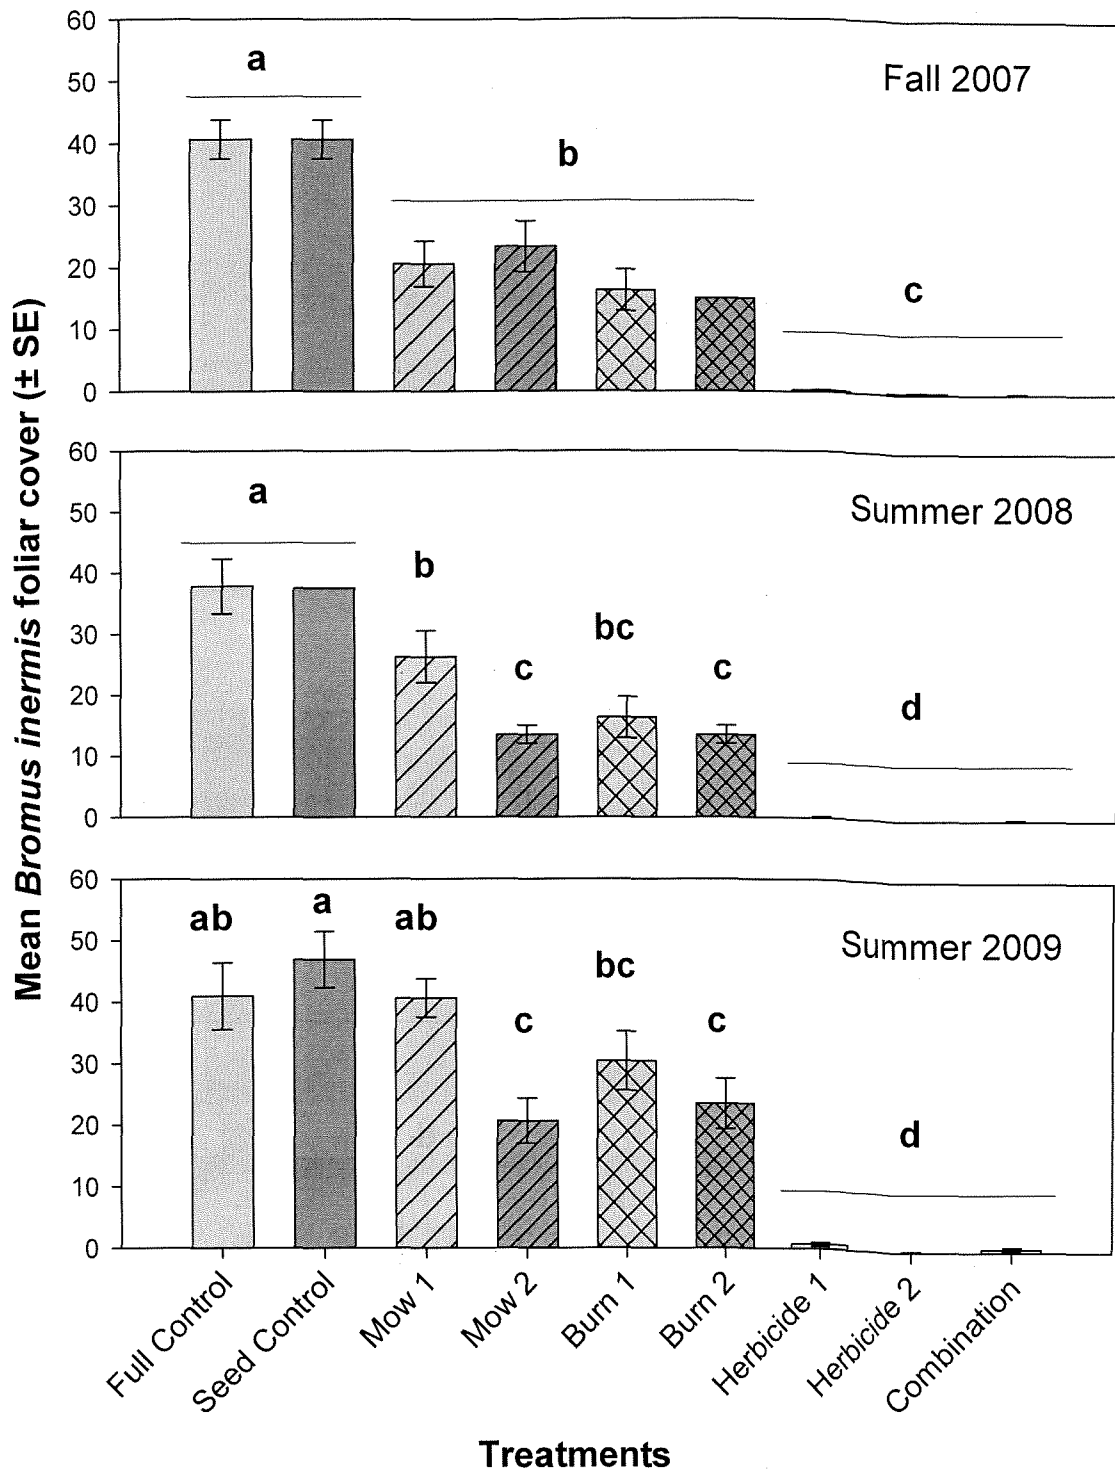 60
a
Fall 2007
50
40
b
30
20
c
10
0
60
a
Summer 2008
50
b
40
bc
30
c
c
20
d
10
0
60
ab
a
ab
Summer 2009
50
bc
40
c
c
30
20
d
10
0
Mean Bromus inermis foliar cover (± SE)
Full Control
Seed Control
Mow 1
Mow 2
Burn 1
Burn 2
Herbicide 1
Herbicide 2
Combination
Treatments